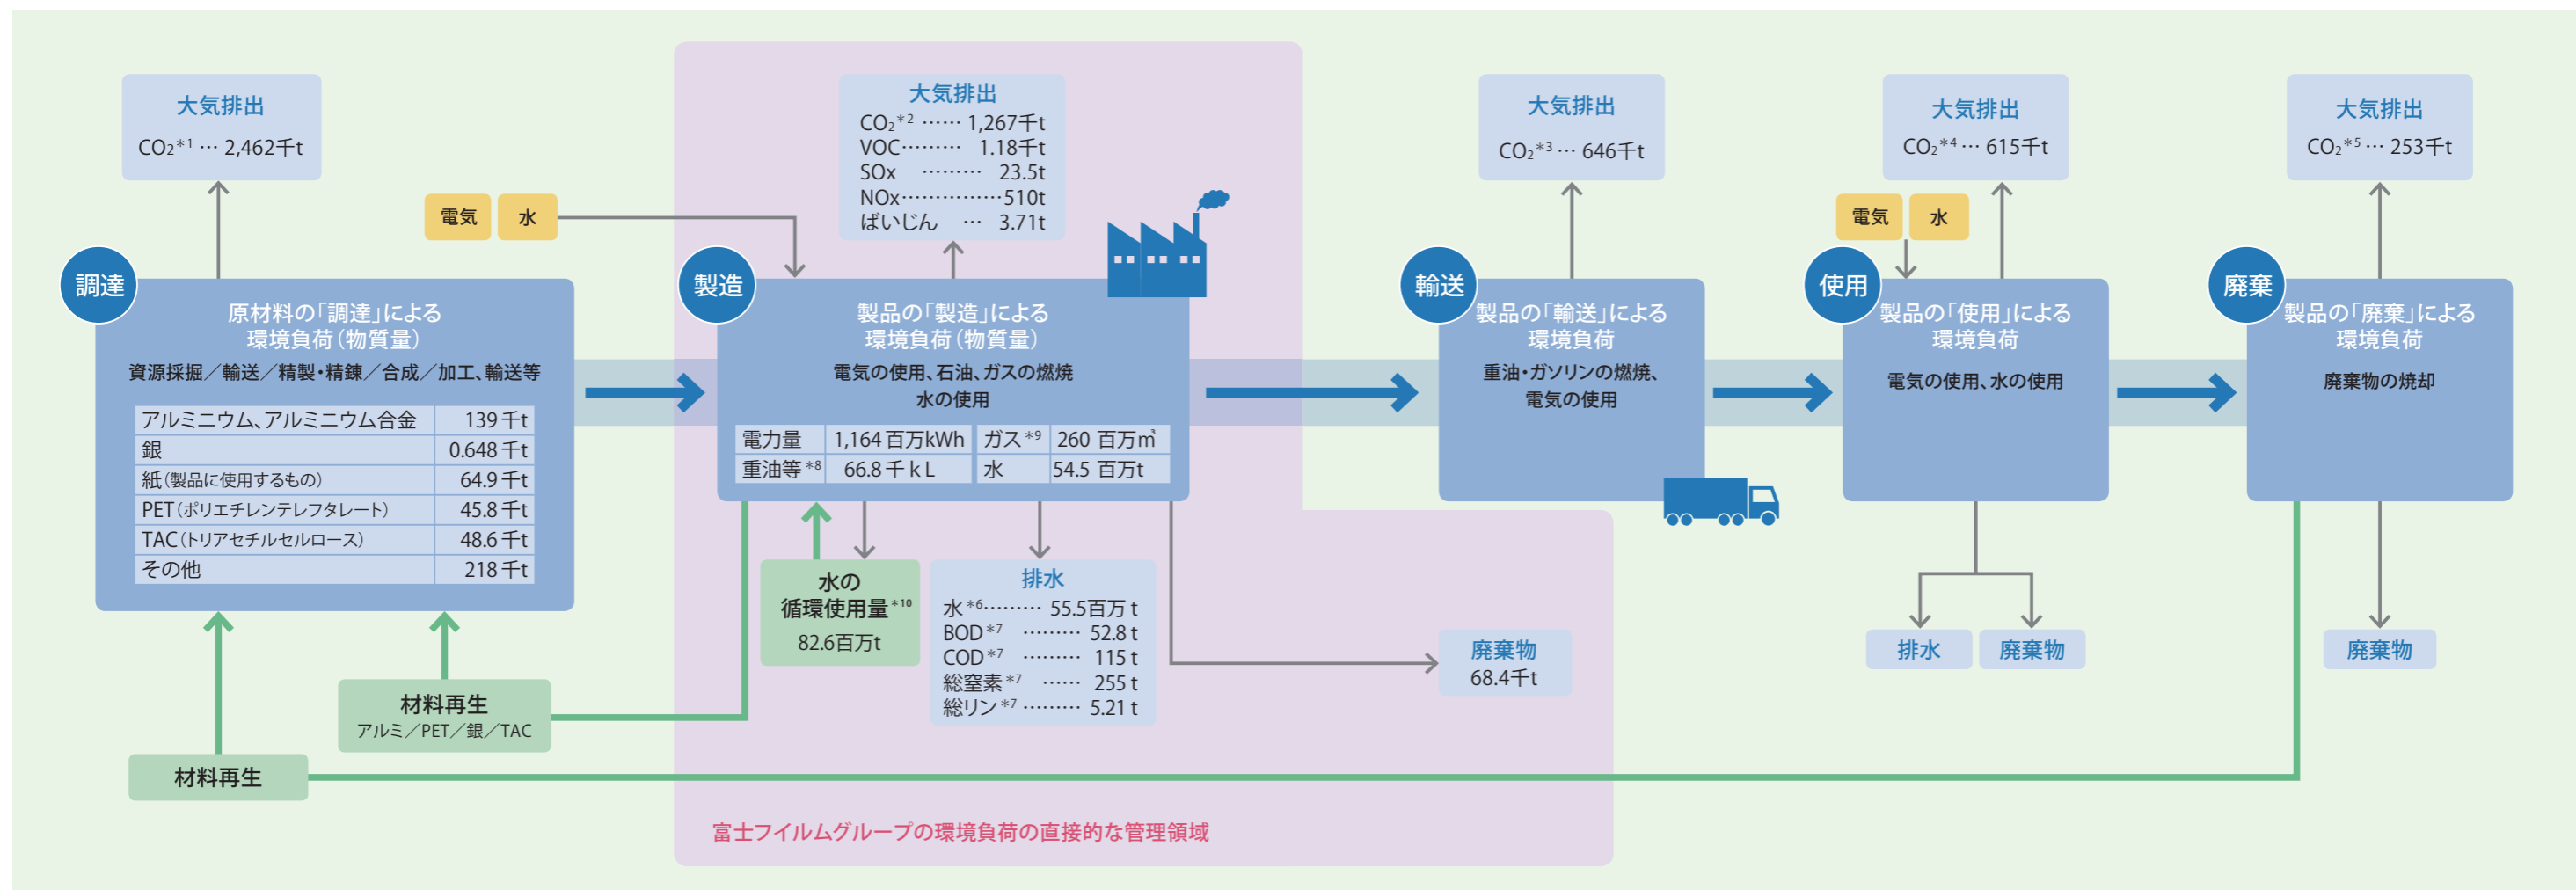 大気排出
CO₂*1 … 2,462千t
調達
原材料の「調達」による
環境負荷（物質量）
資源採掘／輸送／精製・精錬／合成／加工、輸送等
アルミニウム、アルミニウム合金 139 千t
銀 0.648 千t
紙（製品に使用するもの） 64.9 千t
PET（ポリエチレンテレフタレート） 45.8 千t
TAC（トリアセチルセルロース） 48.6 千t
その他 218 千t
材料再生
アルミ／PET／銀／TAC
材料再生
電気 水
大気排出
CO₂*2 …… 1,267千t
VOC……… 1.18千t
SOx ……… 23.5t
NOx……………510t
ばいじん … 3.71t
製造
製品の「製造」による
環境負荷（物質量）
電気の使用、石油、ガスの燃焼
水の使用
電力量 1,164 百万kWh ガス*9 260 百万㎥
重油等*8 66.8 千ｋL 水 54.5 百万t
水の
循環使用量*10
82.6百万t
排水
水*6……… 55.5百万 t
BOD*7 ……… 52.8 t
COD*7 ……… 115 t
総窒素*7 …… 255 t
総リン*7 ……… 5.21 t
廃棄物
68.4千t
富士フイルムグループの環境負荷の直接的な管理領域
大気排出
CO₂*3 … 646千t
輸送
製品の「輸送」による
環境負荷
重油・ガソリンの燃焼、
電気の使用
大気排出
CO₂*4 … 615千t
電気 水
使用
製品の「使用」による
環境負荷
電気の使用、水の使用
排水 廃棄物
大気排出
CO₂*5 … 253千t
廃棄
製品の「廃棄」による
環境負荷
廃棄物の焼却
廃棄物